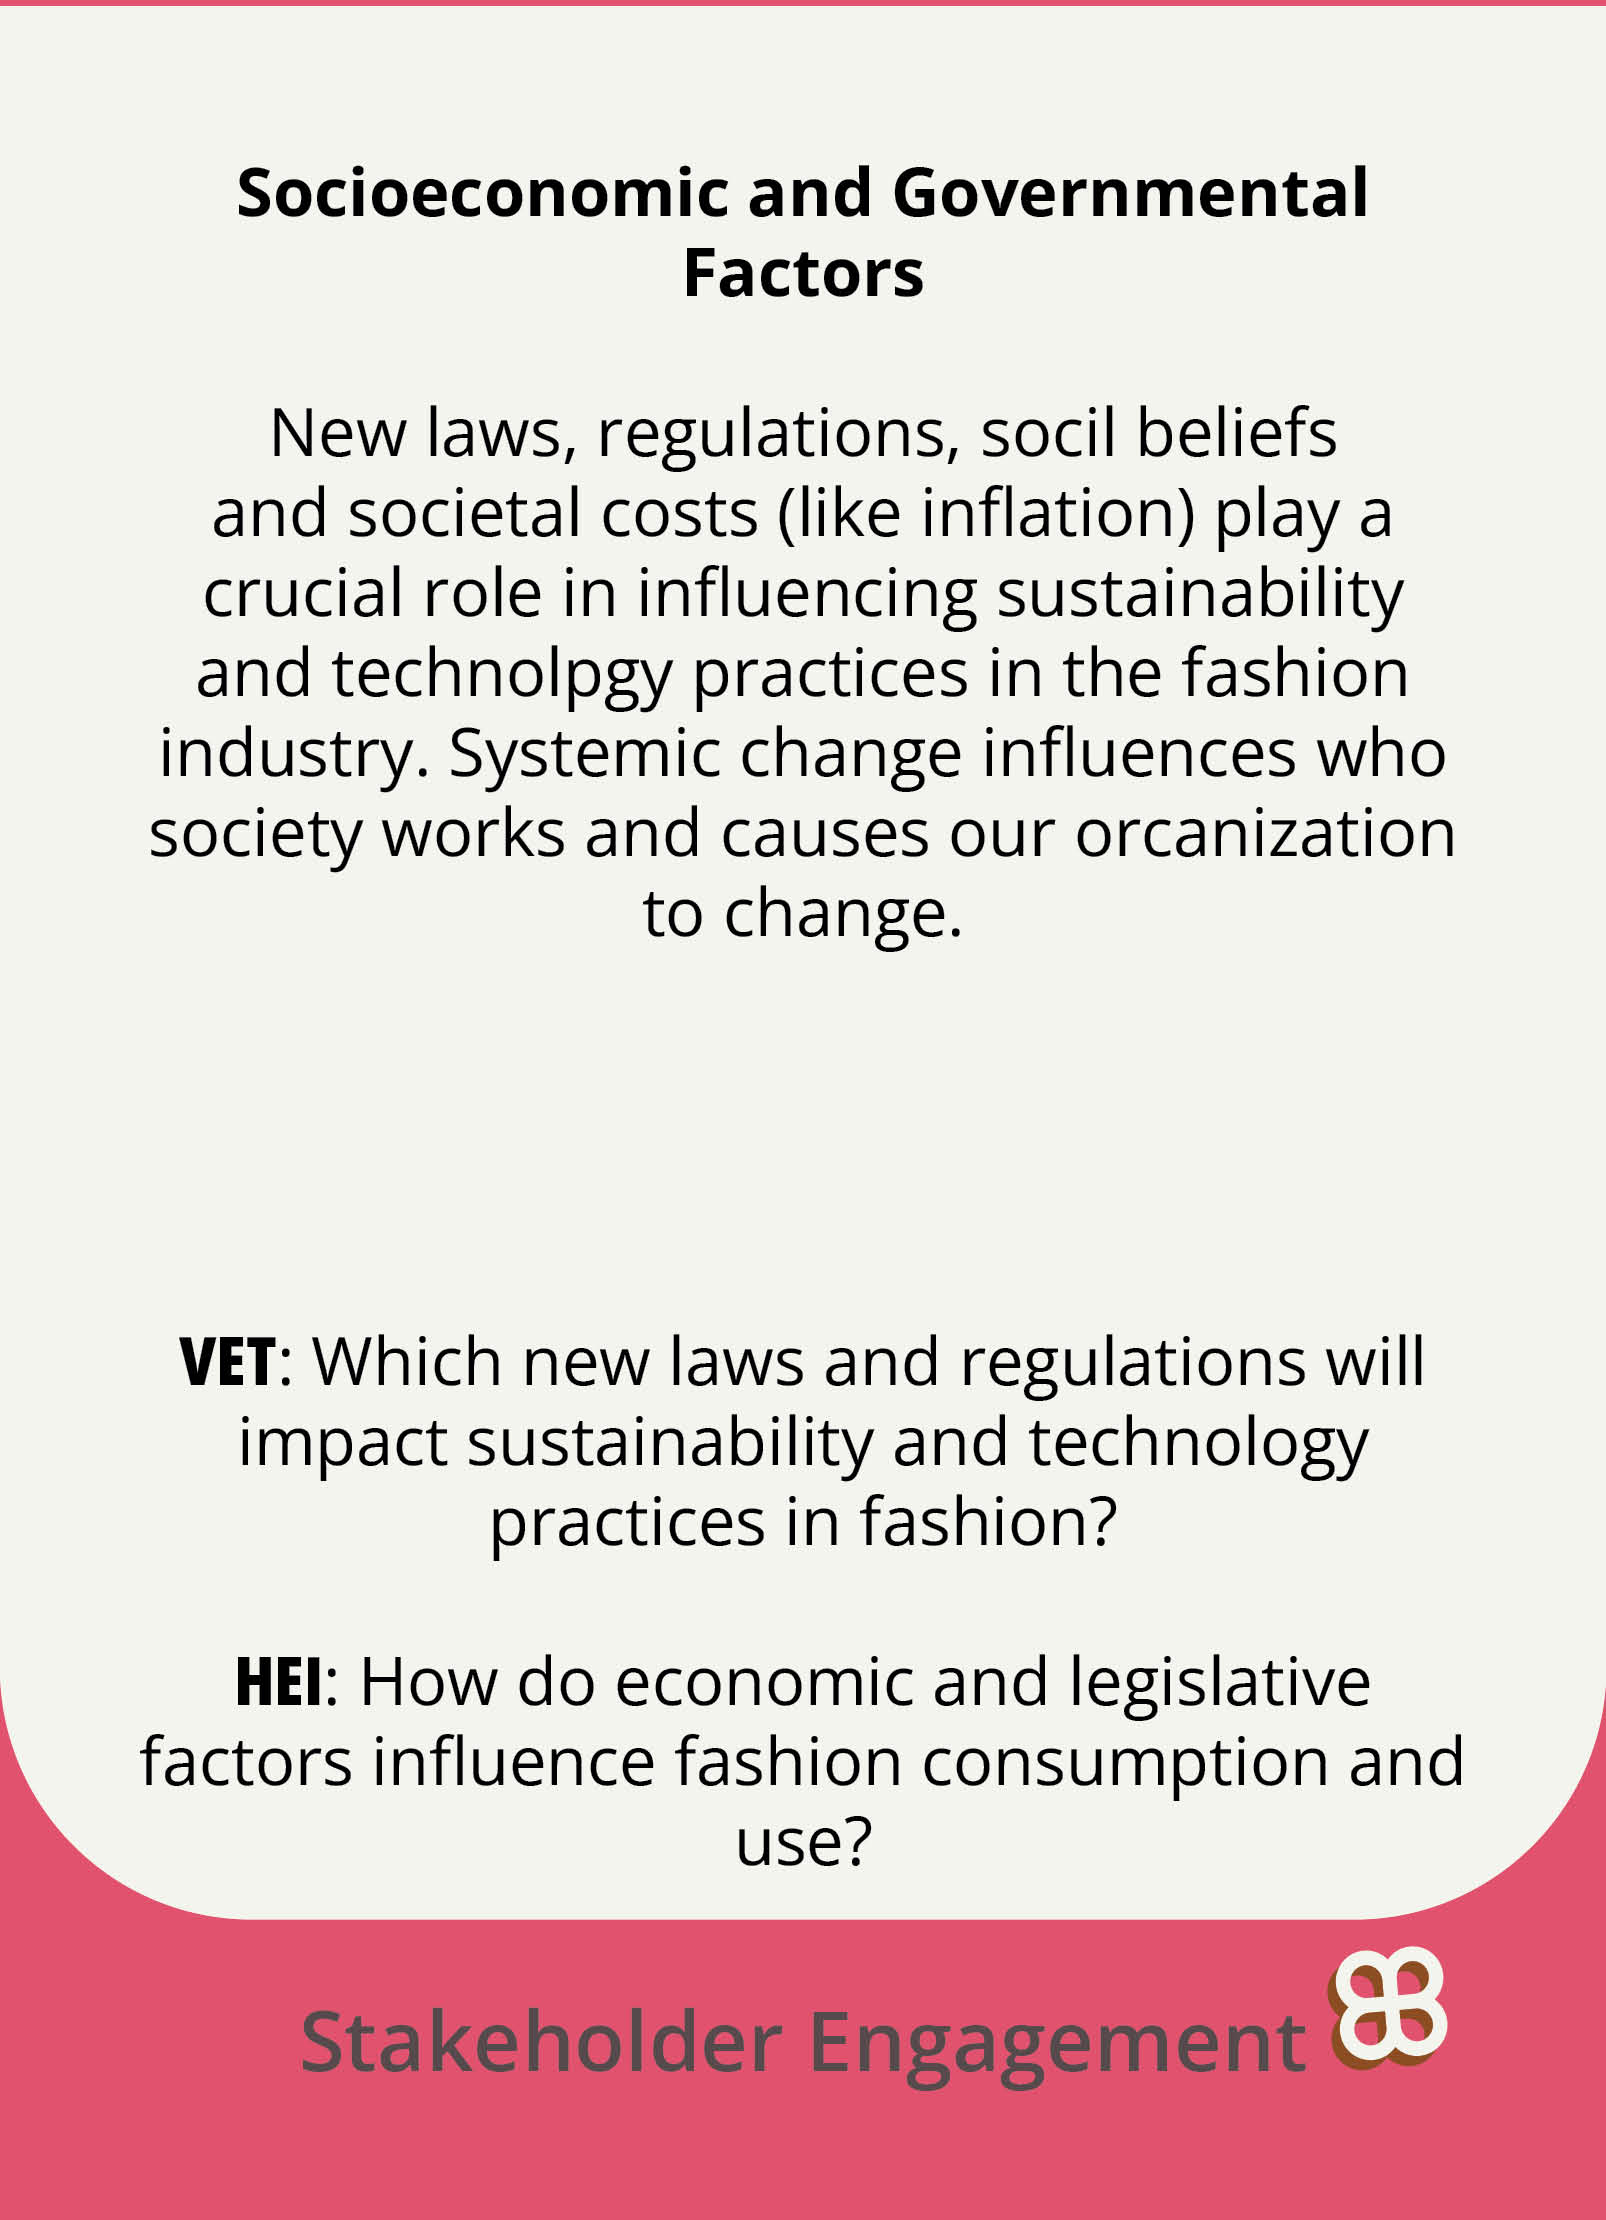 Socioeconomic and Governmental
Factors
New laws, regulations, socil beliefs
and societal costs (like inflation) play a
crucial role in influencing sustainability
and technolpgy practices in the fashion
industry. Systemic change influences who
society works and causes our orcanization
to change.
VET: Which new laws and regulations will
impact sustainability and technology
practices in fashion?
HEI: How do economic and legislative
factors influence fashion consumption and
use?
Stakeholder Engagement